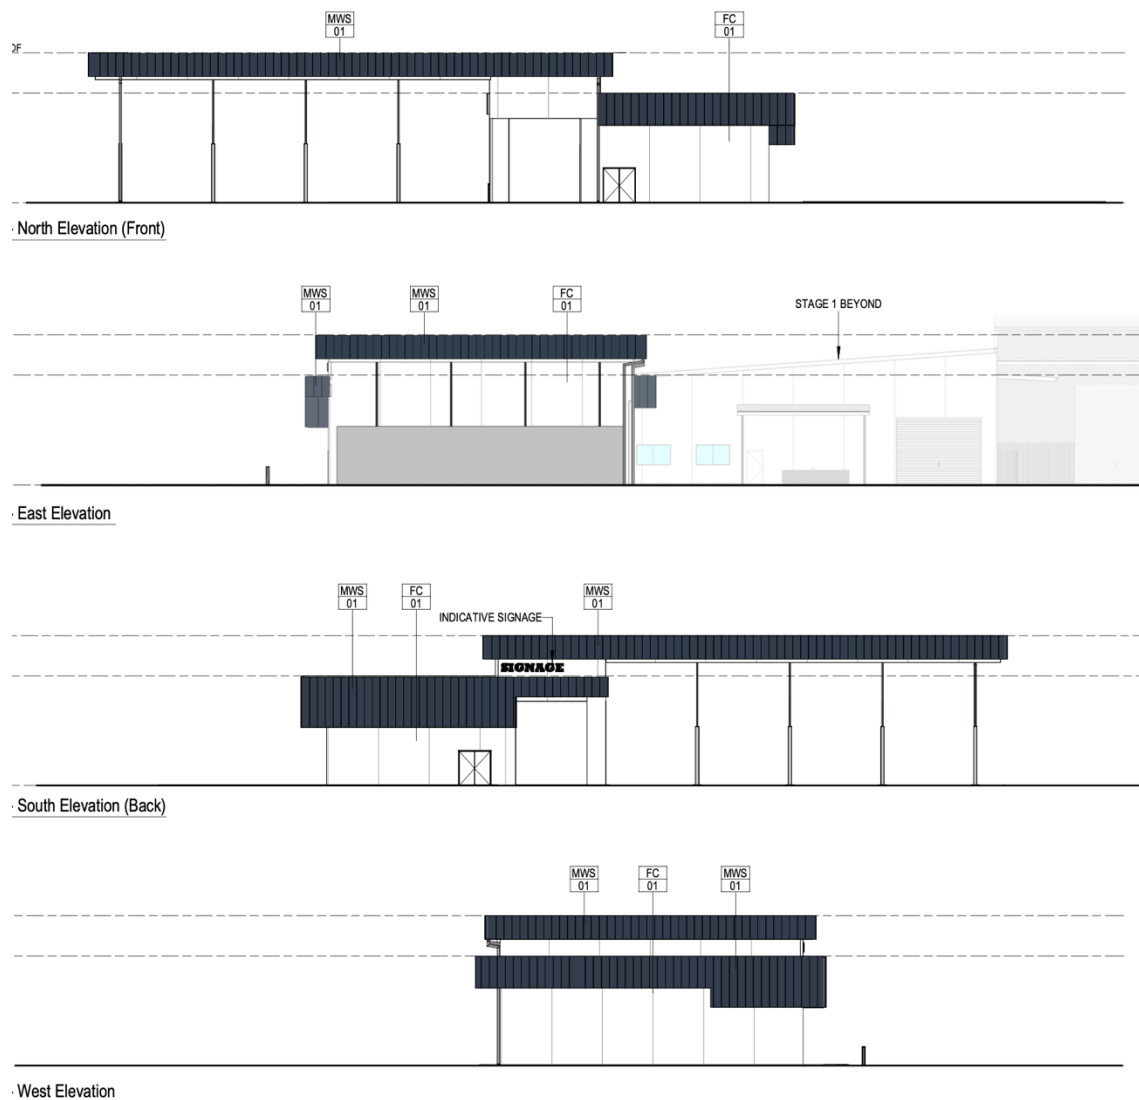 MWS
01
FC
01
OF
- North Elevation (Front)
MWS
01
MWS
01
FC
01
STAGE 1 BEYOND
- East Elevation
MWS
01
FC
01
MWS
01
INDICATIVE SIGNAGE
SIGNAGE
- South Elevation (Back)
MWS
01
FC
01
MWS
01
- West Elevation